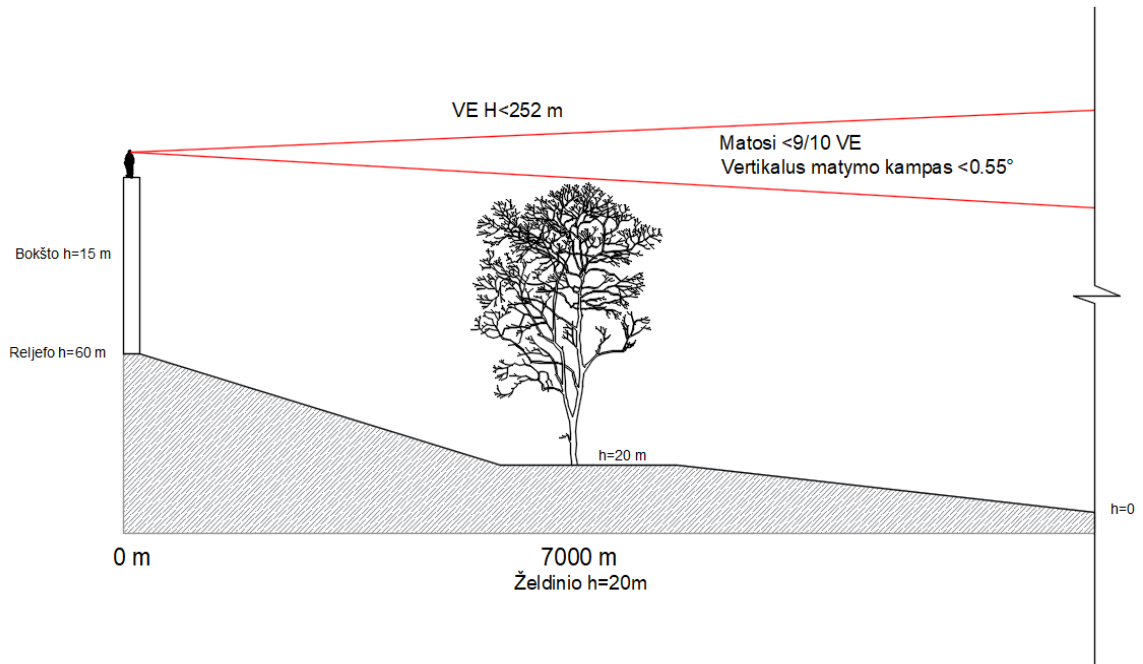 VE H<252 m
Matosi <9/10 VE
Vertikalus matymo kampas <0.55°
Bokšto h=15 m
Reljefo h=60 m
h=20 m
h=0
0 m
7000 m
Želdinio h=20m